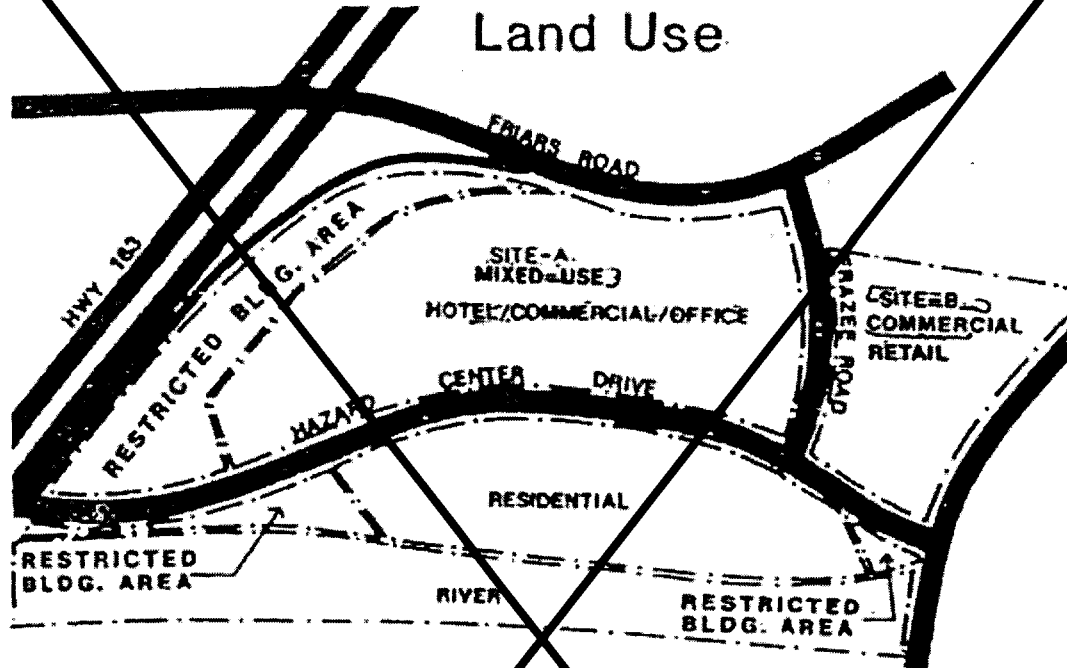 Land Use
FRIARS ROAD
HWY 163
RESTRICTED BLDG. AREA
SITE-A
MIXED-USE
HOTEL/COMMERCIAL/OFFICE
FRAZEE ROAD
SITE-B
COMMERCIAL
RETAIL
HAZARD CENTER DRIVE
RESIDENTIAL
RESTRICTED
BLDG. AREA
RIVER
RESTRICTED
BLDG. AREA